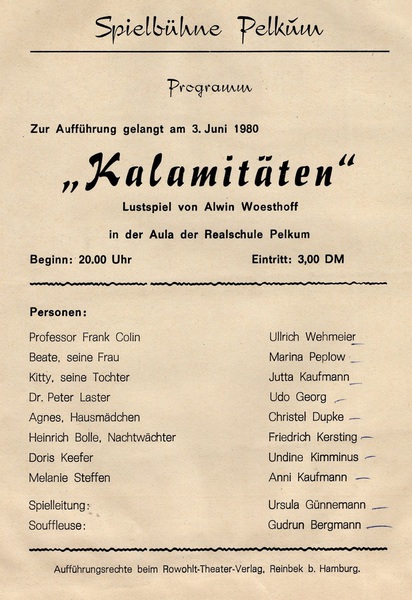 Spielbühne Pelkum
Programm
Zur Aufführung gelangt am 3. Juni 1980
„Kalamitäten“
Lustspiel von Alwin Woesthoff
in der Aula der Realschule Pelkum
Beginn: 20.00 Uhr Eintritt: 3,00 DM
Personen:
Professor Frank Colin Ullrich Wehmeier
Beate, seine Frau Marina Peplow
Kitty, seine Tochter Jutta Kaufmann
Dr. Peter Laster Udo Georg
Agnes, Hausmädchen Christel Dupke
Heinrich Bolle, Nachtwächter Friedrich Kersting
Doris Keefer Undine Kimminus
Melanie Steffen Anni Kaufmann
Spielleitung: Ursula Günnemann
Souffleuse: Gudrun Bergmann
Aufführungsrechte beim Rowohlt-Theater-Verlag, Reinbek b. Hamburg.